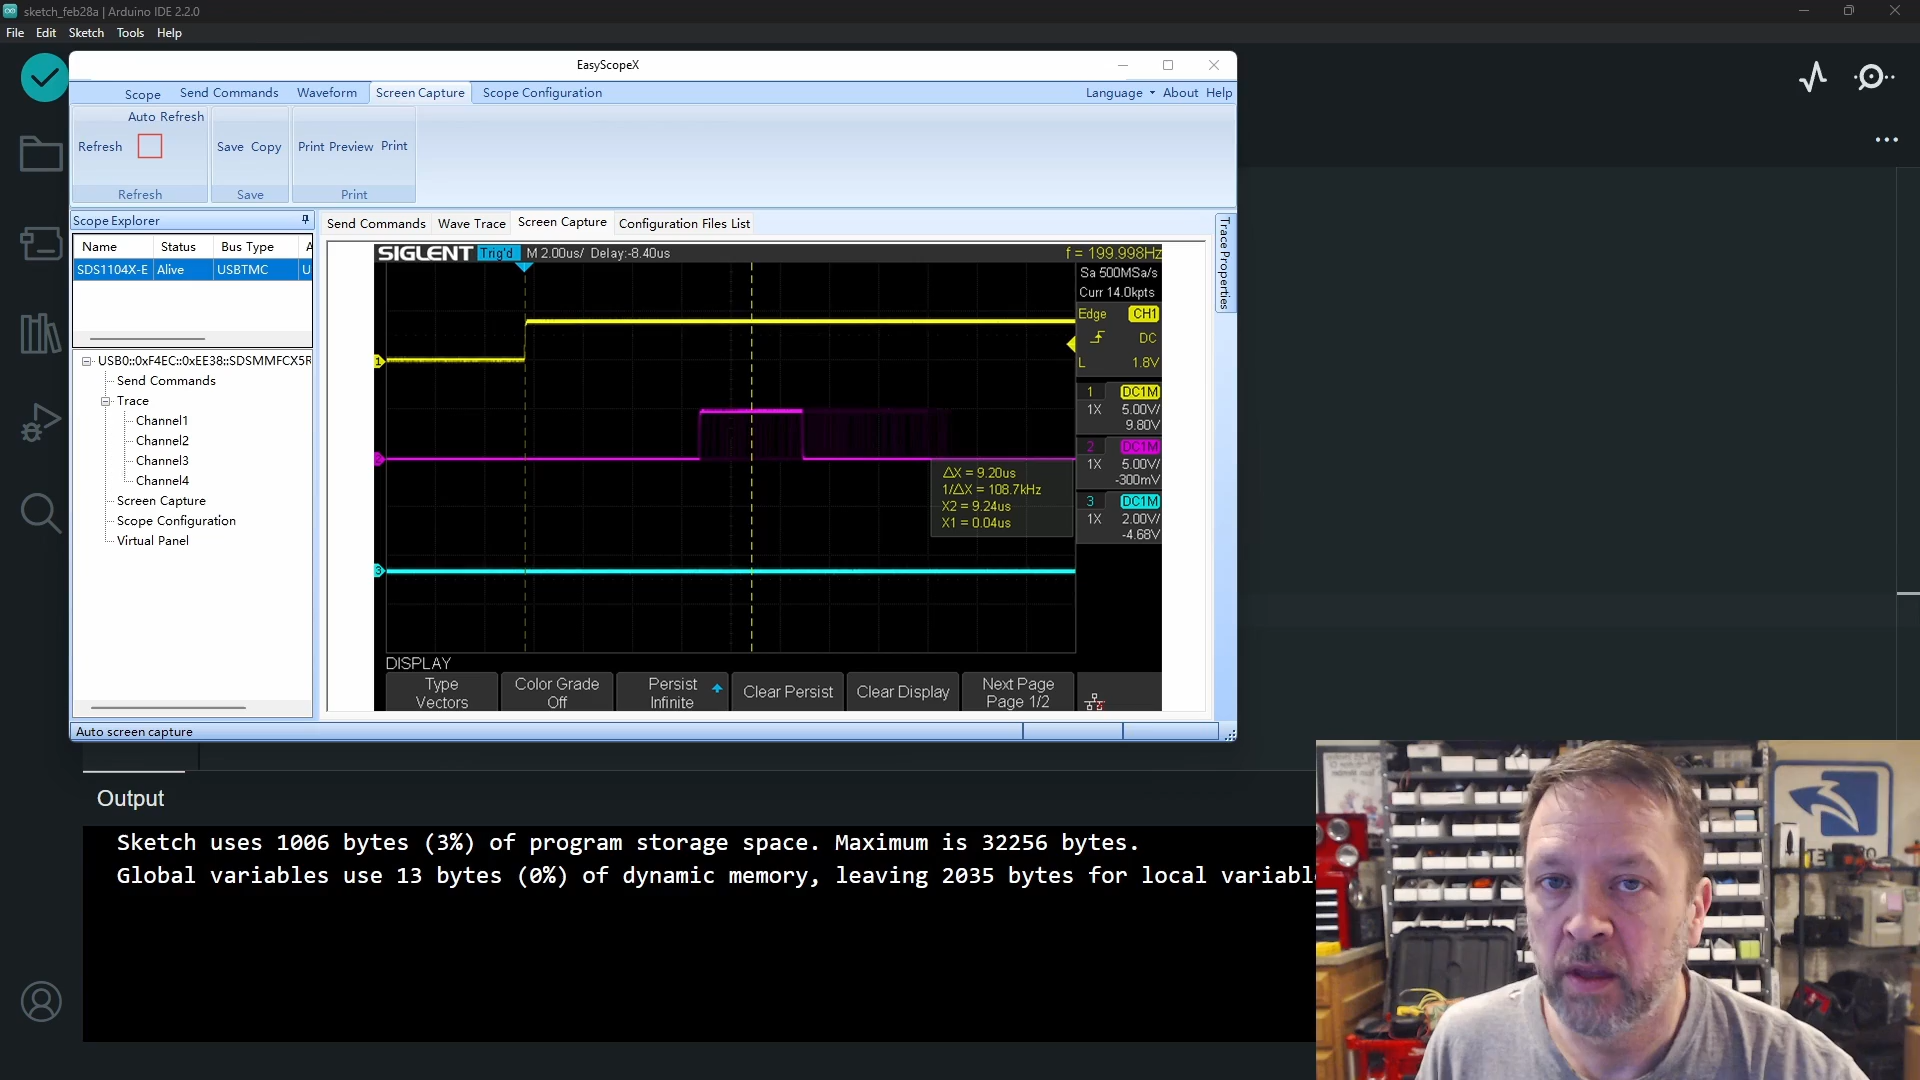 sketch_feb28a | Arduino IDE 2.2.0
File Edit Sketch Tools Help
EasyScopeX
Scope Send Commands Waveform Screen Capture Scope Configuration Language About Help
Auto Refresh
Refresh Save Copy Print Preview Print
Refresh Save Print
Scope Explorer
Send Commands Wave Trace Screen Capture Configuration Files List
Trace Properties
Name Status Bus Type A
SDS1104X-E Alive USBTMC U
USB0::0xF4EC::0xEE38::SDSMMFCX5R
Send Commands
Trace
Channel1
Channel2
Channel3
Channel4
Screen Capture
Scope Configuration
Virtual Panel
SIGLENT Trig'd M 2.00us/ Delay:-8.40us f = 199.998Hz
Sa 500MSa/s
Curr 14.0kpts
Edge CH1
DC
L 1.8V
1 DC1M
1X 5.00V/
9.80V
2 DC1M
1X 5.00V/
-300mV
3 DC1M
1X 2.00V/
-4.68V
1
2
3
ΔX = 9.20us
1/ΔX = 108.7kHz
X2 = 9.24us
X1 = 0.04us
DISPLAY
Type
Vectors
Color Grade
Off
Persist
Infinite
Clear Persist
Clear Display
Next Page
Page 1/2
Auto screen capture
Output
Sketch uses 1006 bytes (3%) of program storage space. Maximum is 32256 bytes.
Global variables use 13 bytes (0%) of dynamic memory, leaving 2035 bytes for local variabl